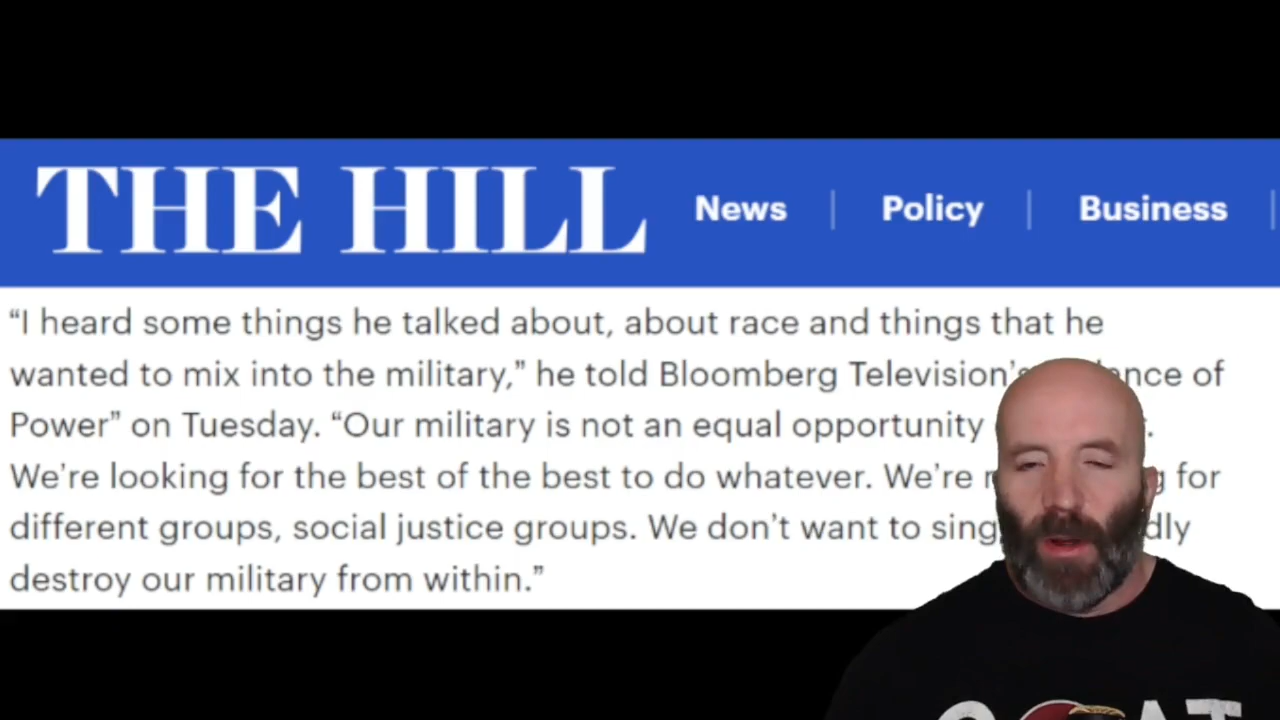 THE HILL News Policy Business
“I heard some things he talked about, about race and things that he
wanted to mix into the military,” he told Bloomberg Television’s of
Power” on Tuesday. “Our military is not an equal opportunity
We’re looking for the best of the best to do whatever. We’re for
different groups, social justice groups. We don’t want to
destroy our military from within.”